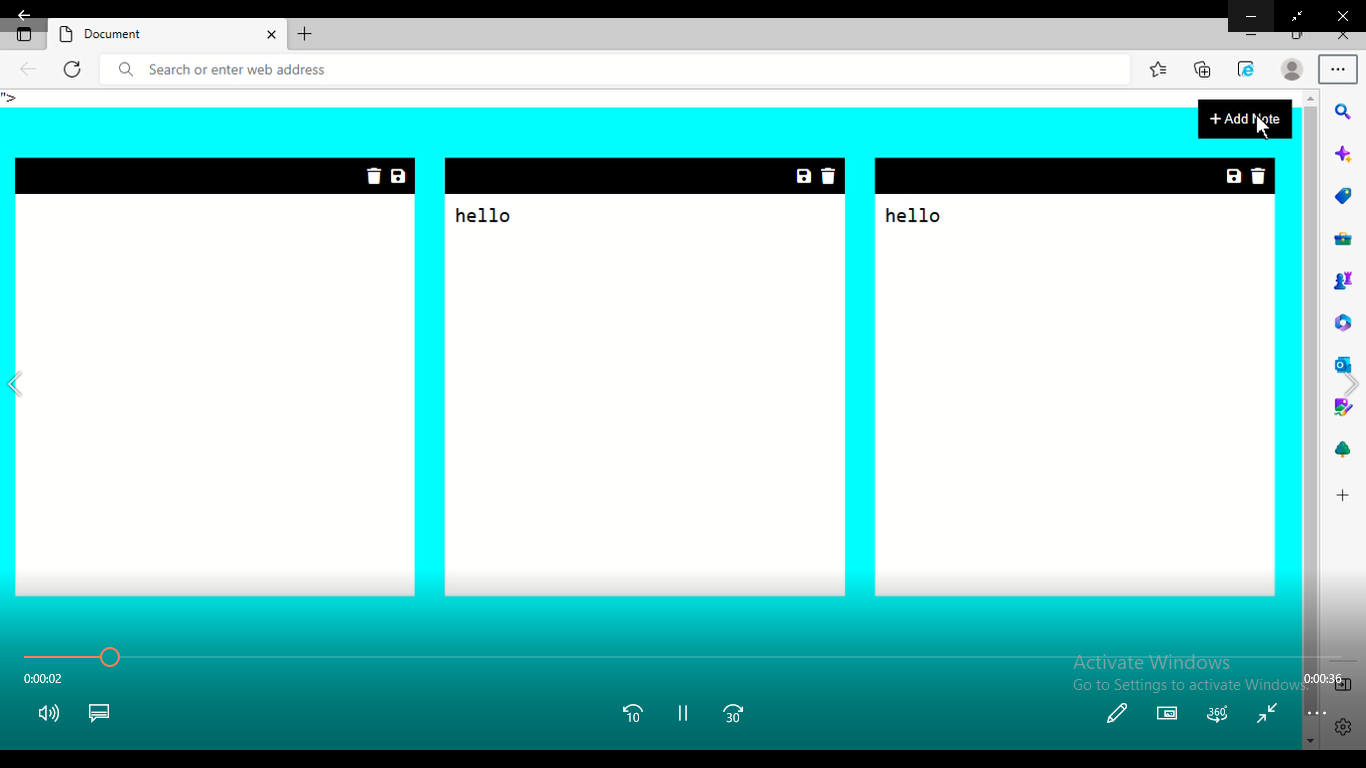 Document
Search or enter web address
">
+ Add Note
hello
hello
Activate Windows
Go to Settings to activate Windows.
0:00:02
0:00:36
10
30
360°